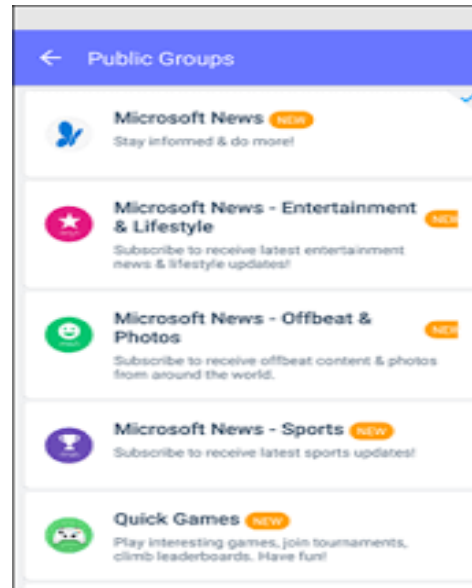 Public Groups
Microsoft News NEW
Stay informed & do more!
Microsoft News - Entertainment
& Lifestyle
NEW
Subscribe to receive latest entertainment
news & lifestyle updates!
Microsoft News - Offbeat &
Photos
NEW
Subscribe to receive offbeat content & photos
from around the world.
Microsoft News - Sports NEW
Subscribe to receive latest sports updates!
Quick Games NEW
Play interesting games, join tournaments,
climb leaderboards. Have fun!